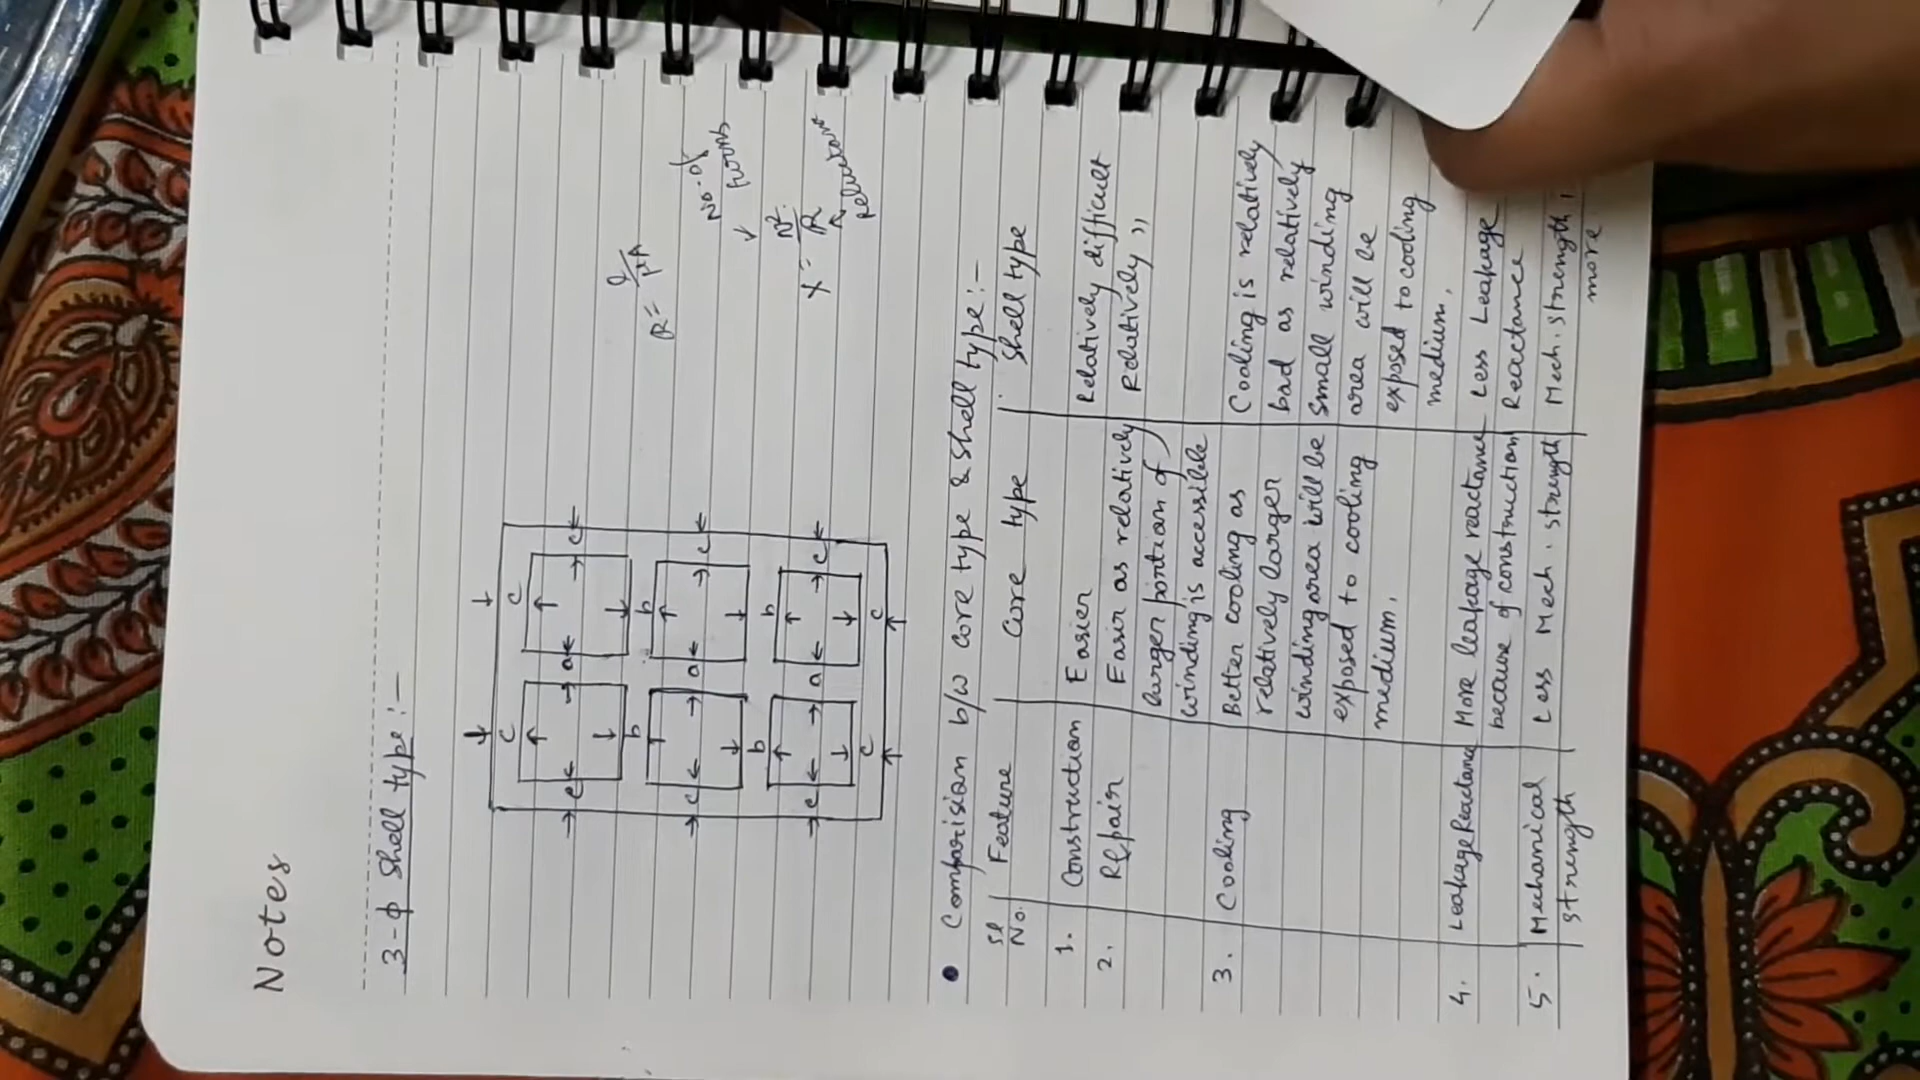 Notes
3-ϕ Shell type :-
↓ ↓
c c
c a c
b b
c a c
b b
c a c
c c
R = l/μA
No. of turns
↓
X = N²/R
reluctant
• Comparision b/w core type & shell type :-
Sl No. | Feature | Core type | Shell type
1. | Construction | Easier | Relatively difficult
2. | Repair | Easir as relatively | Relatively ,,
larger portion of
winding is accessible
3. | Cooling | Better cooling as | Cooling is relatively
relatively larger | bad as relatively
winding area will be | small winding
exposed to cooling | area will be
medium. | exposed to cooling
medium.
4. | Leakage Reactance | More leakage reactance | Less Leakage
because of construction | Reactance
5. | Mechanical | Less Mech. strength | Mech. strength,
strength | more